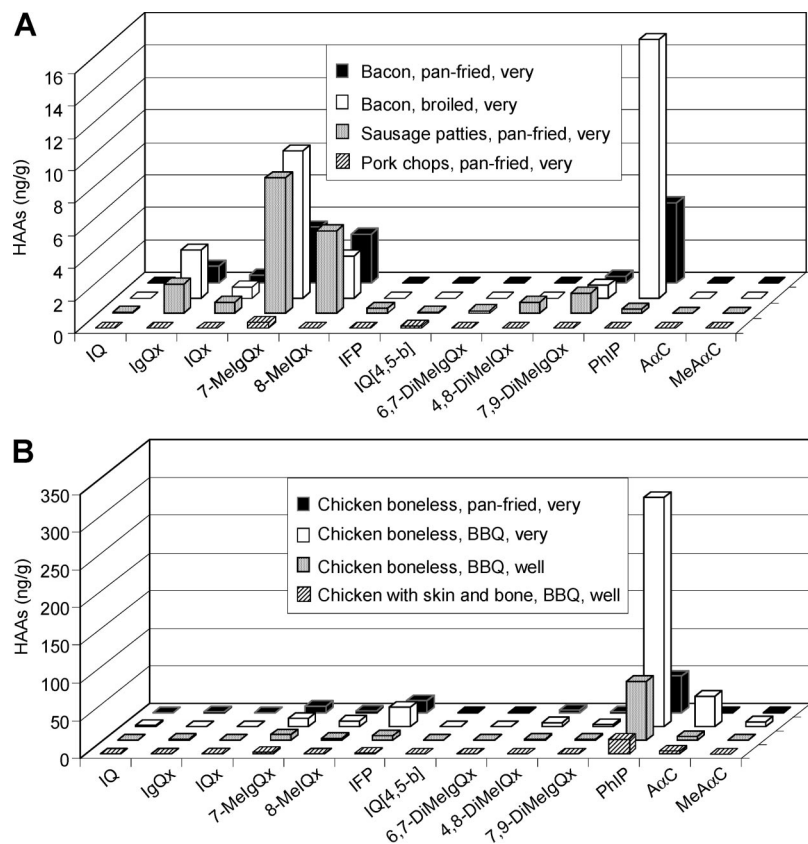 A
HAAs (ng/g)
16
14
12
10
8
6
4
2
0
Bacon, pan-fried, very
Bacon, broiled, very
Sausage patties, pan-fried, very
Pork chops, pan-fried, very
IQ
IgQx
IQx
7-MeIgQx
8-MeIQx
IFP
IQ[4,5-b]
6,7-DiMeIgQx
4,8-DiMeIQx
7,9-DiMeIgQx
PhIP
AαC
MeAαC
B
HAAs (ng/g)
350
300
250
200
150
100
50
0
Chicken boneless, pan-fried, very
Chicken boneless, BBQ, very
Chicken boneless, BBQ, well
Chicken with skin and bone, BBQ, well
IQ
IgQx
IQx
7-MeIgQx
8-MeIQx
IFP
IQ[4,5-b]
6,7-DiMeIgQx
4,8-DiMeIQx
7,9-DiMeIgQx
PhIP
AαC
MeAαC